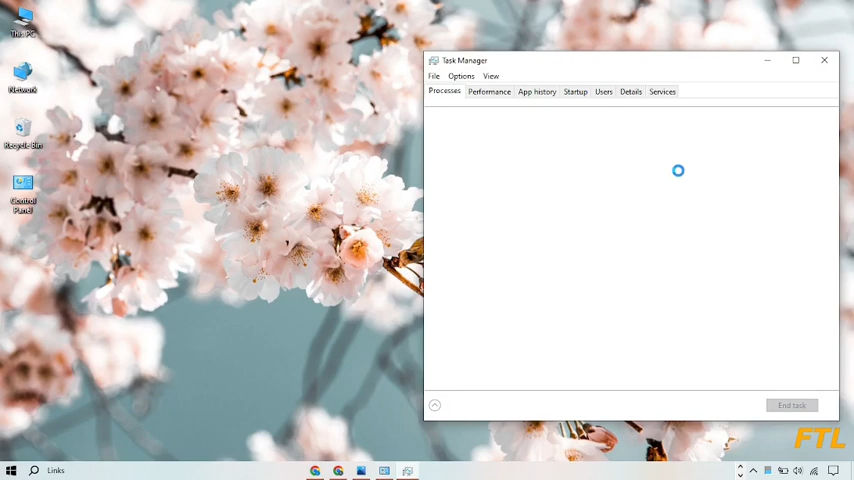 This PC
Network
Recycle Bin
Control
Panel
Task Manager
File Options View
Processes Performance App history Startup Users Details Services
End task
FTL
Links